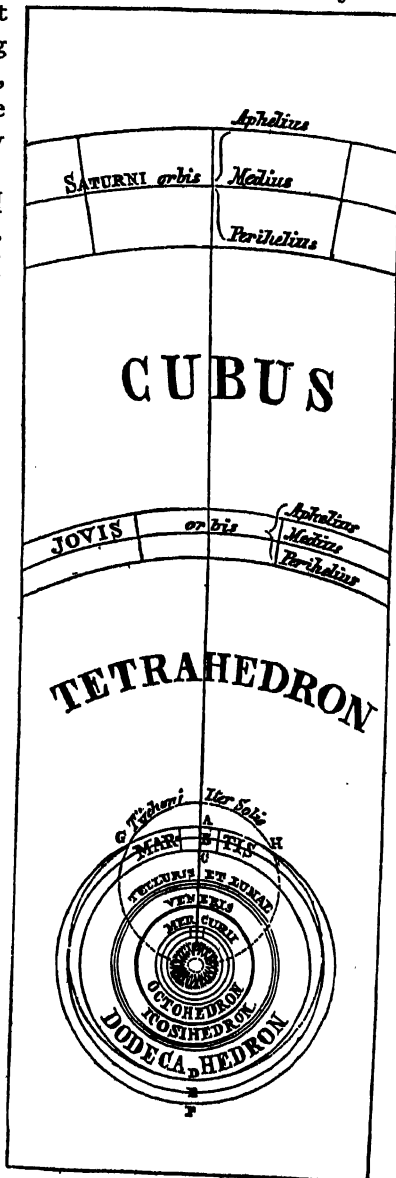 t
g
,
e
y
Aphelius
SATURNI orbis
Medius
Perihelius
CUBUS
JOVIS
orbis
Aphelius
Medius
Perihelius
TETRAHEDRON
Tÿchoni
Iter Solis
G
A
H
MAR
B
TIS
C
TELLURIS ET LUNAE
VENERIS
MERCURII
OCTOHEDRON
ICOSIHEDRON
DODECAHEDRON
D
E
F